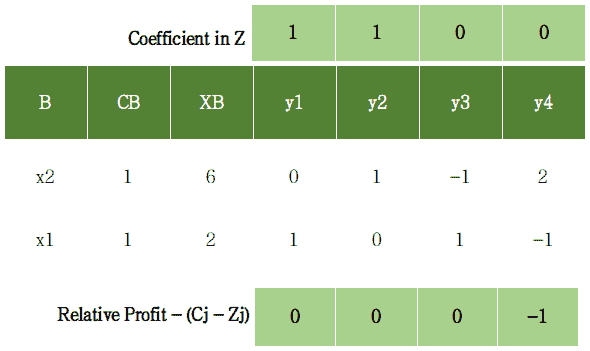 Coefficient in Z 1 1 0 0
B CB XB y1 y2 y3 y4
x2 1 6 0 1 −1 2
x1 1 2 1 0 1 −1
Relative Profit − (Cj − Zj) 0 0 0 −1